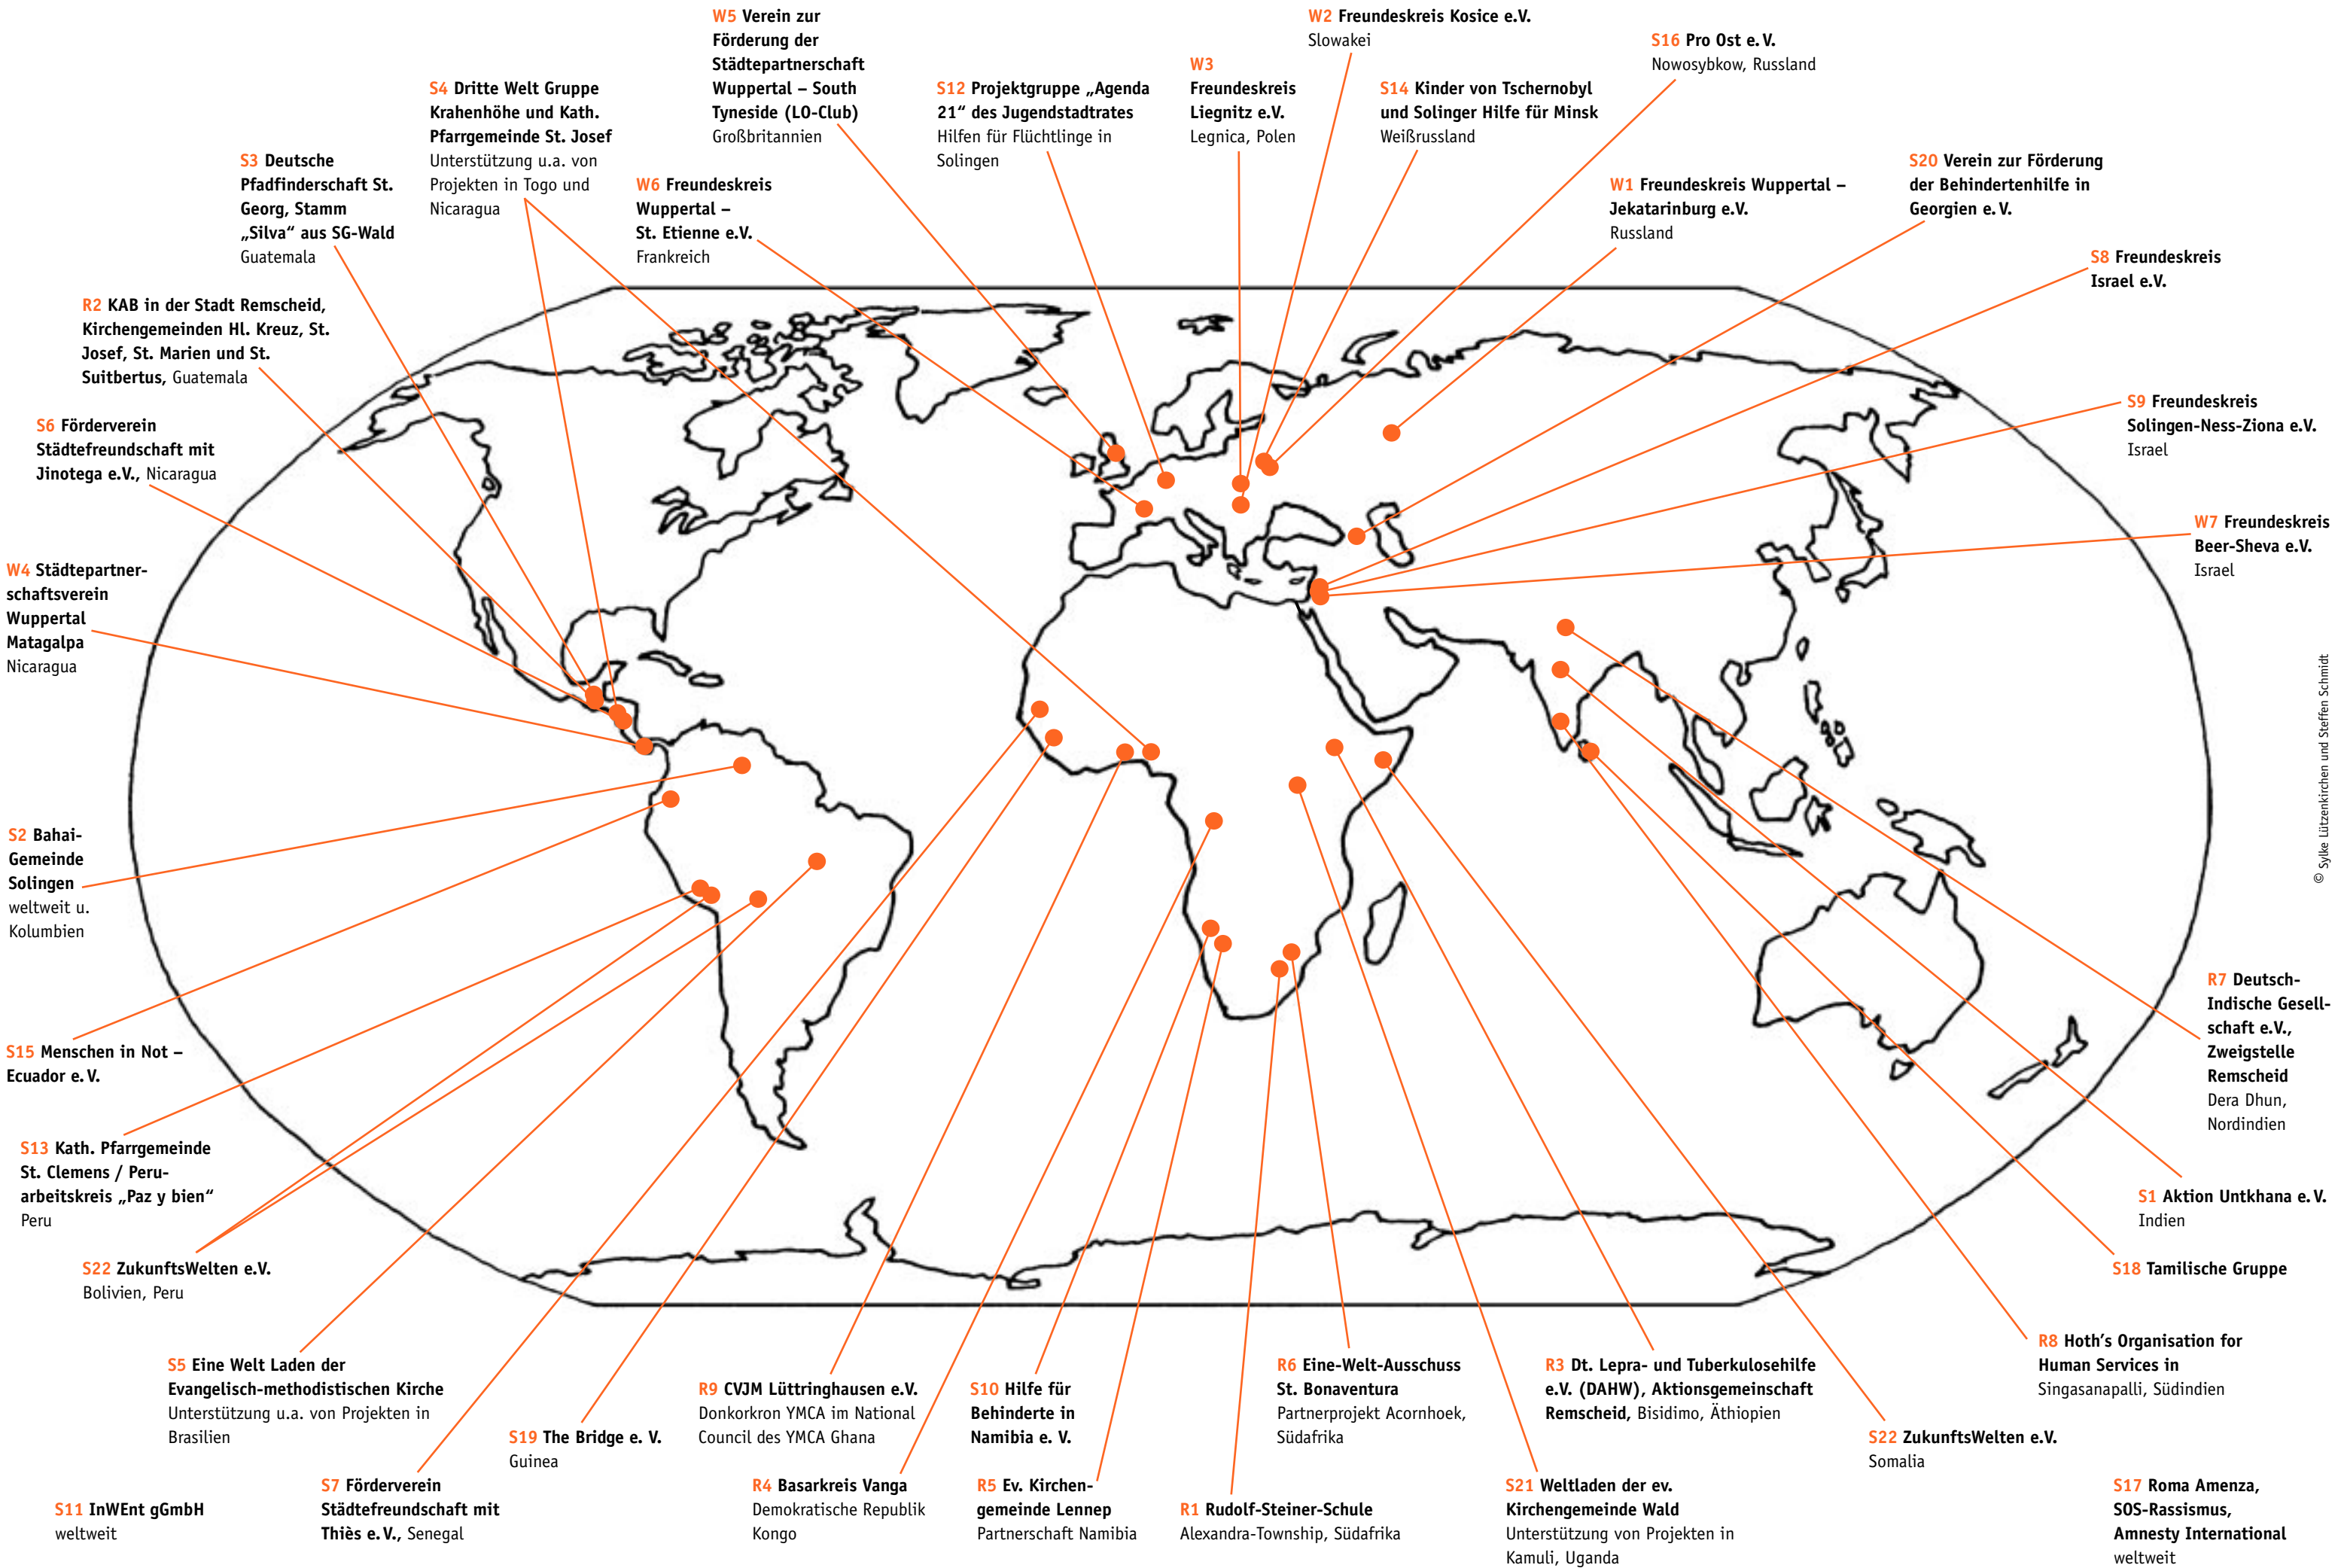 W5 Verein zur
Förderung der
Städtepartnerschaft
Wuppertal – South
Tyneside (LO-Club)
Großbritannien
W2 Freundeskreis Kosice e.V.
Slowakei
S16 Pro Ost e.V.
Nowosybkow, Russland
W3
Freundeskreis
Liegnitz e.V.
Legnica, Polen
S4 Dritte Welt Gruppe
Krahenhöhe und Kath.
Pfarrgemeinde St. Josef
Unterstützung u.a. von
Projekten in Togo und
Nicaragua
S12 Projektgruppe „Agenda
21“ des Jugendstadtrates
Hilfen für Flüchtlinge in
Solingen
S14 Kinder von Tschernobyl
und Solinger Hilfe für Minsk
Weißrussland
S3 Deutsche
Pfadfinderschaft St.
Georg, Stamm
„Silva“ aus SG-Wald
Guatemala
W6 Freundeskreis
Wuppertal –
St. Etienne e.V.
Frankreich
W1 Freundeskreis Wuppertal –
Jekatarinburg e.V.
Russland
S20 Verein zur Förderung
der Behindertenhilfe in
Georgien e.V.
S8 Freundeskreis
Israel e.V.
R2 KAB in der Stadt Remscheid,
Kirchengemeinden Hl. Kreuz, St.
Josef, St. Marien und St.
Suitbertus, Guatemala
S9 Freundeskreis
Solingen-Ness-Ziona e.V.
Israel
S6 Förderverein
Städtefreundschaft mit
Jinotega e.V., Nicaragua
W7 Freundeskreis
Beer-Sheva e.V.
Israel
W4 Städtepartner-
schaftsverein
Wuppertal
Matagalpa
Nicaragua
© Sylke Lützenkirchen und Steffen Schmidt
S2 Bahai-
Gemeinde
Solingen
weltweit u.
Kolumbien
R7 Deutsch-
Indische Gesell-
schaft e.V.,
Zweigstelle
Remscheid
Dera Dhun,
Nordindien
S15 Menschen in Not –
Ecuador e.V.
S13 Kath. Pfarrgemeinde
St. Clemens / Peru-
arbeitskreis „Paz y bien“
Peru
S1 Aktion Untkhana e.V.
Indien
S22 ZukunftsWelten e.V.
Bolivien, Peru
S18 Tamilische Gruppe
S5 Eine Welt Laden der
Evangelisch-methodistischen Kirche
Unterstützung u.a. von Projekten in
Brasilien
R8 Hoth's Organisation for
Human Services in
Singasanapalli, Südindien
R9 CVJM Lüttringhausen e.V.
Donkorkron YMCA im National
Council des YMCA Ghana
S10 Hilfe für
Behinderte in
Namibia e. V.
R6 Eine-Welt-Ausschuss
St. Bonaventura
Partnerprojekt Acornhoek,
Südafrika
R3 Dt. Lepra- und Tuberkulosehilfe
e.V. (DAHW), Aktionsgemeinschaft
Remscheid, Bisidimo, Äthiopien
S19 The Bridge e. V.
Guinea
S22 ZukunftsWelten e.V.
Somalia
S11 InWEnt gGmbH
weltweit
S7 Förderverein
Städtefreundschaft mit
Thiès e.V., Senegal
R4 Basarkreis Vanga
Demokratische Republik
Kongo
R5 Ev. Kirchen-
gemeinde Lennep
Partnerschaft Namibia
R1 Rudolf-Steiner-Schule
Alexandra-Township, Südafrika
S21 Weltladen der ev.
Kirchengemeinde Wald
Unterstützung von Projekten in
Kamuli, Uganda
S17 Roma Amenza,
SOS-Rassismus,
Amnesty International
weltweit